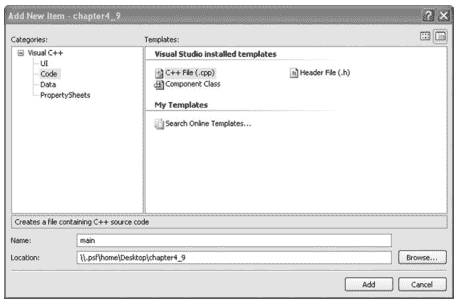 Add New Item - chapter4_9
Categories:
Templates:
Visual C++
UI
Code
Data
PropertySheets
Visual Studio installed templates
C++ File (.cpp)
Header File (.h)
Component Class
My Templates
Search Online Templates...
Creates a file containing C++ source code
Name:
main
Location:
\\.psf\home\Desktop\chapter4_9
Browse...
Add
Cancel